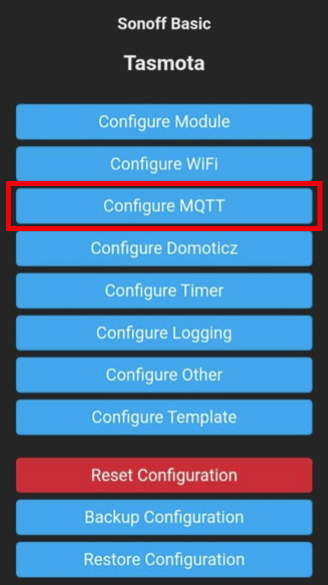 Sonoff Basic
Tasmota
Configure Module
Configure WiFi
Configure MQTT
Configure Domoticz
Configure Timer
Configure Logging
Configure Other
Configure Template
Reset Configuration
Backup Configuration
Restore Configuration